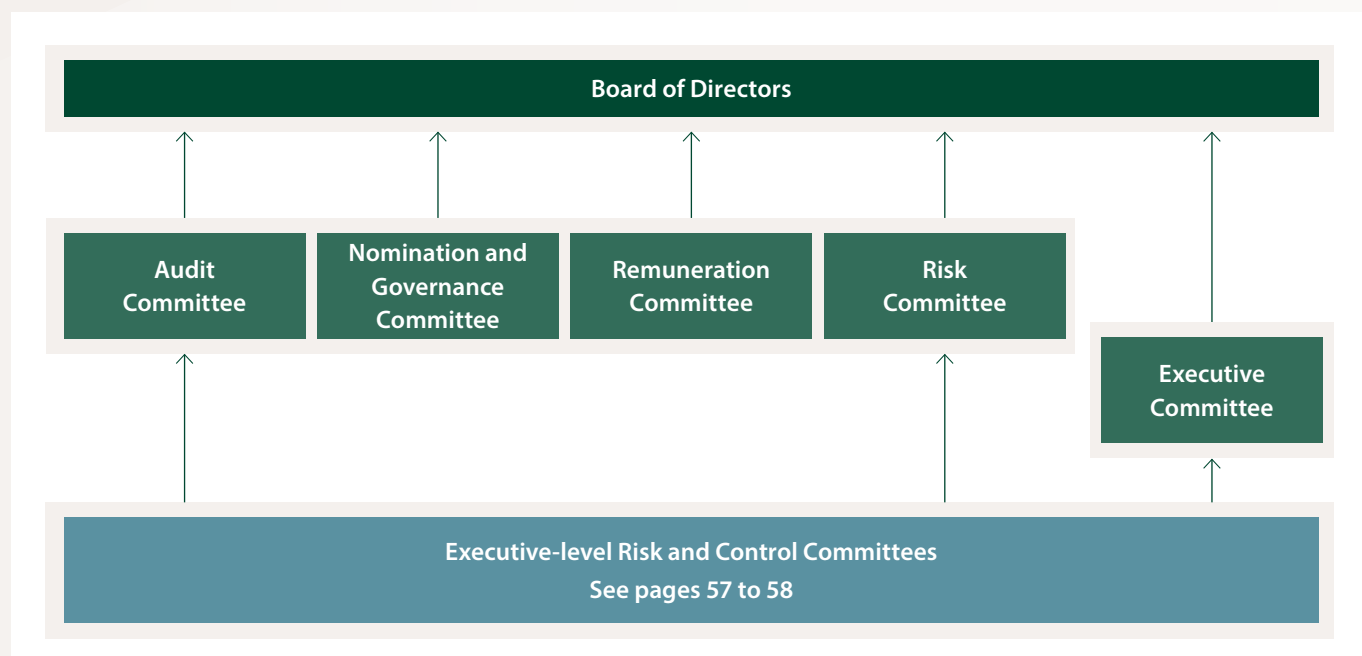 Board of Directors
Audit
Committee
Nomination and
Governance
Committee
Remuneration
Committee
Risk
Committee
Executive
Committee
Executive-level Risk and Control Committees
See pages 57 to 58